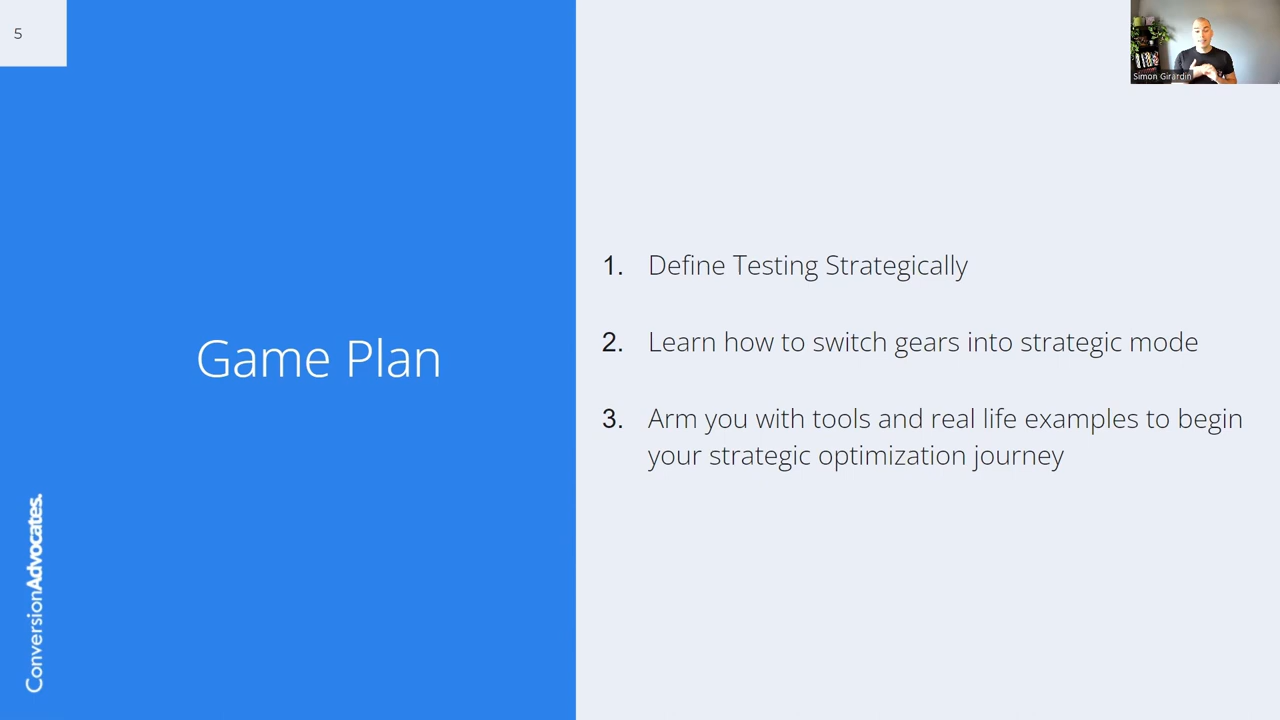 5
Simon Girardin
Game Plan
1. Define Testing Strategically
2. Learn how to switch gears into strategic mode
3. Arm you with tools and real life examples to begin
your strategic optimization journey
ConversionAdvocates.